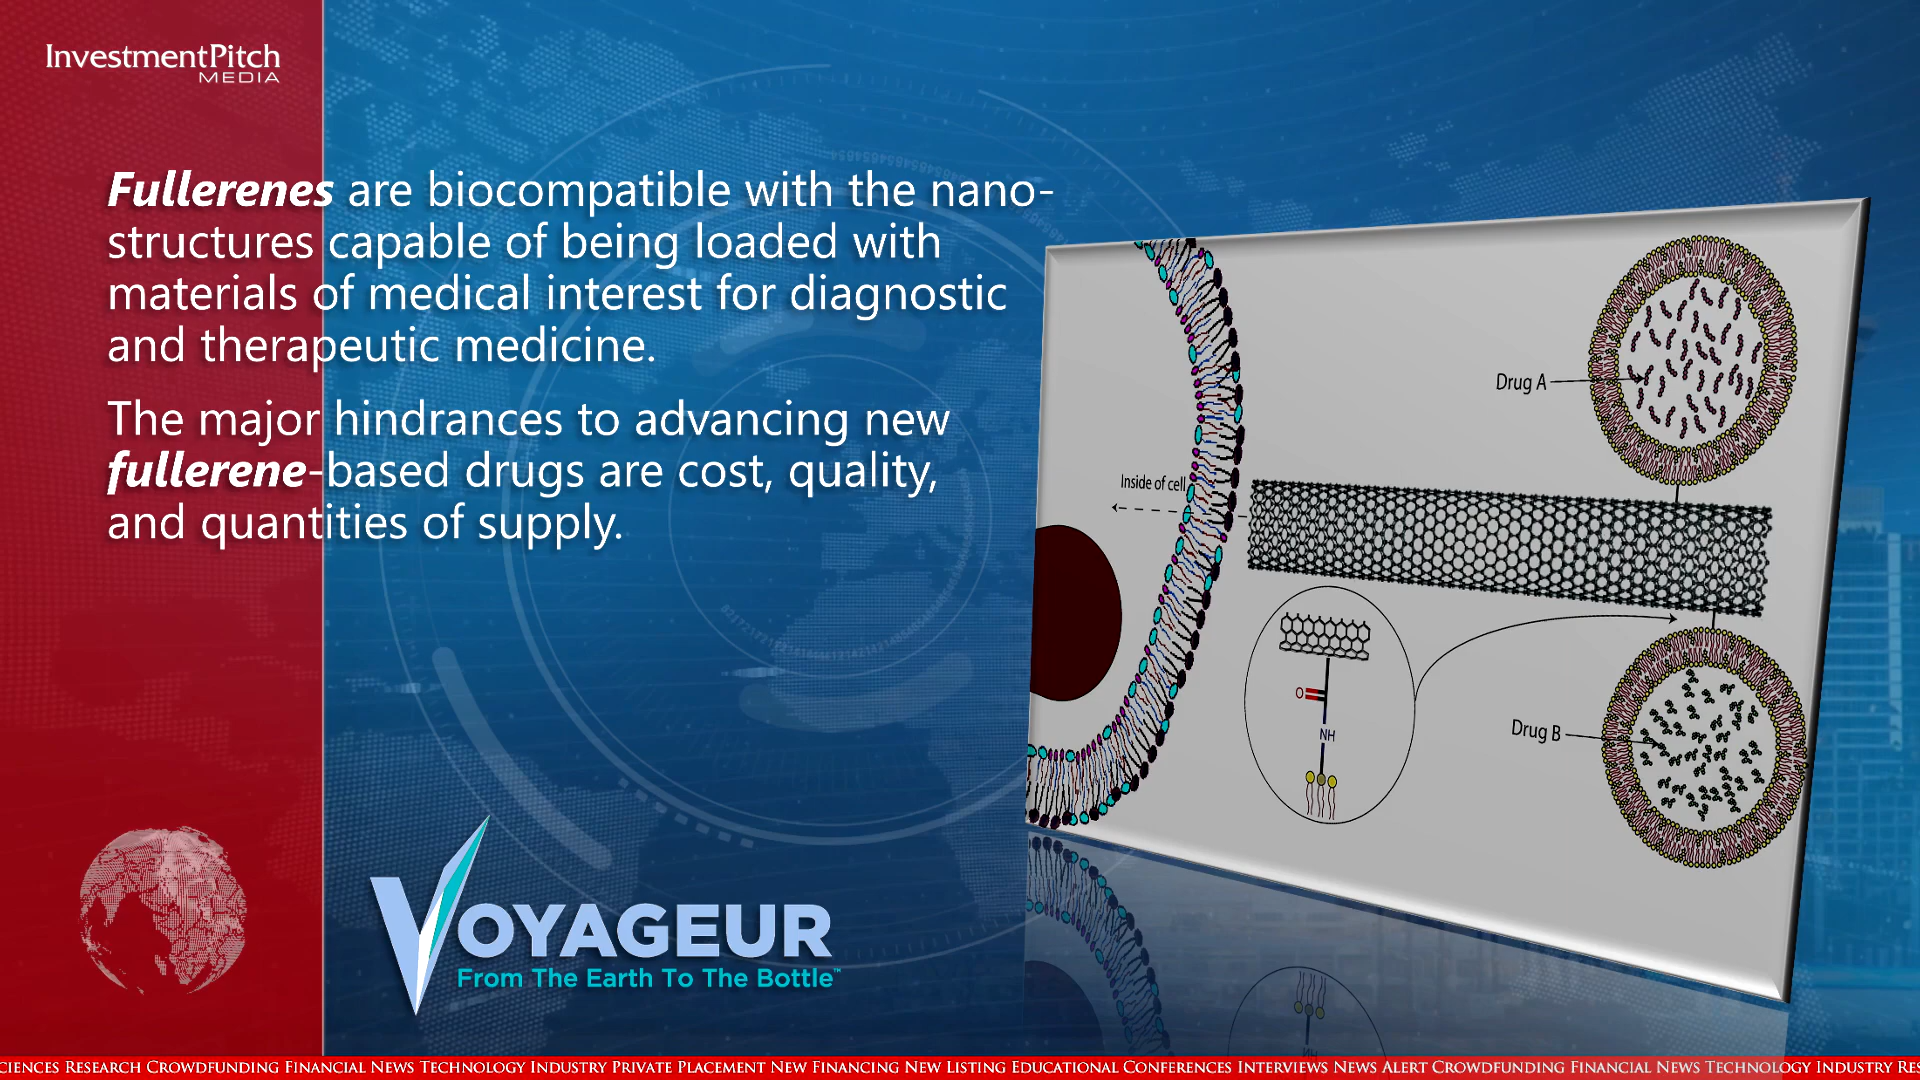 InvestmentPitch
MEDIA
Fullerenes are biocompatible with the nano-
structures capable of being loaded with
materials of medical interest for diagnostic
and therapeutic medicine.
The major hindrances to advancing new
fullerene-based drugs are cost, quality,
and quantities of supply.
Drug A
Inside of cell
O
NH
Drug B
VOYAGEUR
From The Earth To The Bottle™
CIENCES RESEARCH CROWDFUNDING FINANCIAL NEWS TECHNOLOGY INDUSTRY PRIVATE PLACEMENT NEW FINANCING NEW LISTING EDUCATIONAL CONFERENCES INTERVIEWS NEWS ALERT CROWDFUNDING FINANCIAL NEWS TECHNOLOGY INDUSTRY RES